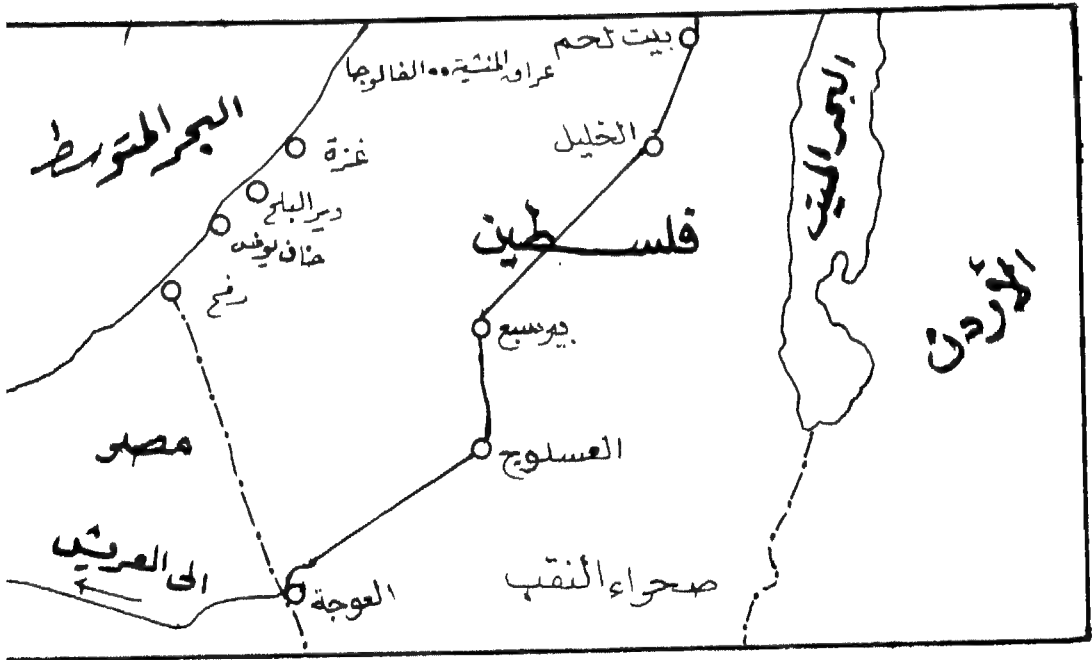 بيت لحم
عراق المنشية •• الفالوجا
البحر المتوسط
الخليل
غزة
البحر الميت
دير البلح
خان يونس
فلسطين
رفح
الأردن
بيرسبع
مصر
العسلوج
الى العريش
صحراء النقب
العوجة